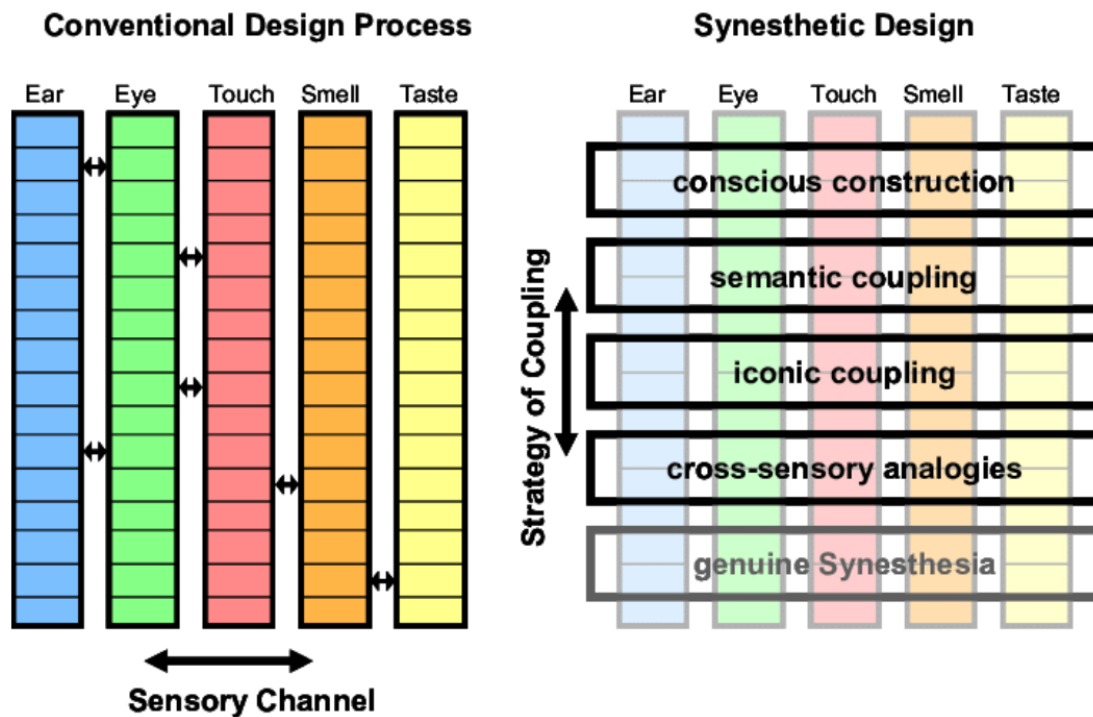 Conventional Design Process
Synesthetic Design
Ear Eye Touch Smell Taste
Ear Eye Touch Smell Taste
conscious construction
semantic coupling
iconic coupling
cross-sensory analogies
genuine Synesthesia
Strategy of Coupling
Sensory Channel